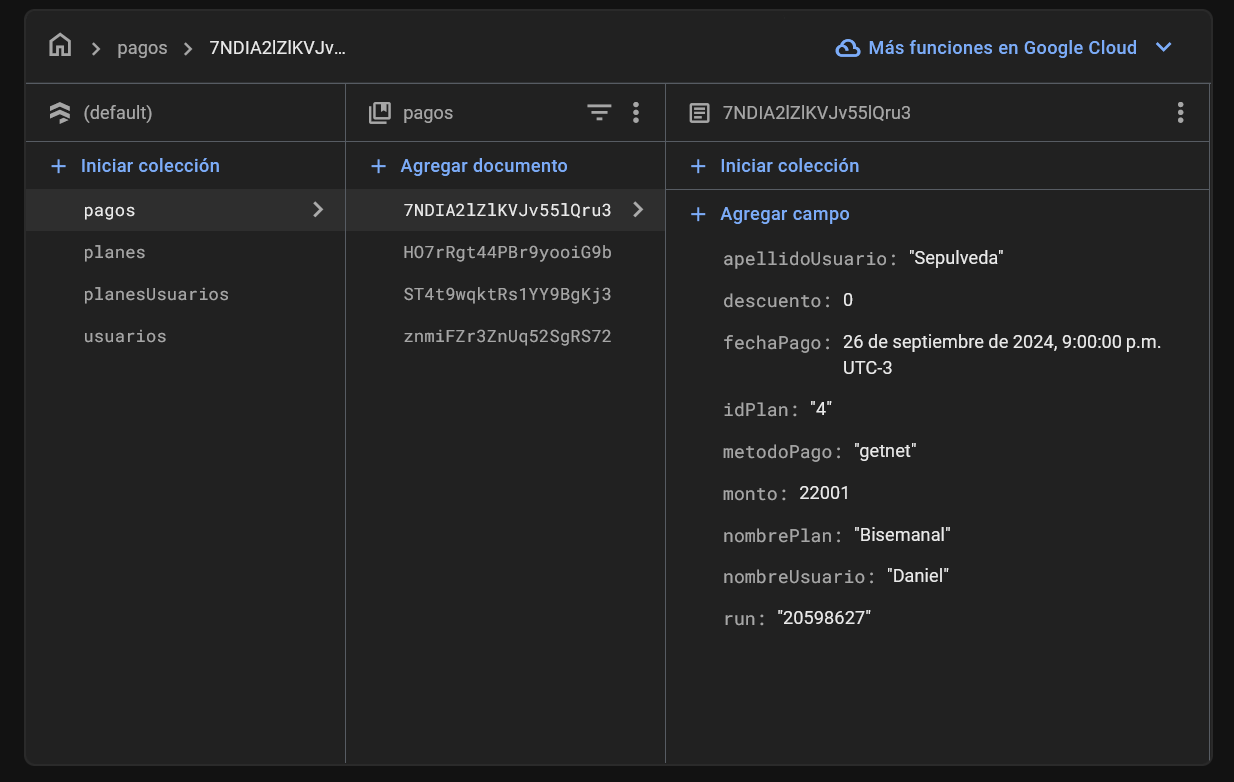 pagos
7NDIA2lZlKVJv…
Más funciones en Google Cloud
(default)
pagos
7NDIA2lZlKVJv55lQru3
Iniciar colección
Agregar documento
Iniciar colección
pagos
planes
planesUsuarios
usuarios
7NDIA2lZlKVJv55lQru3
HO7rRgt44PBr9yooiG9b
ST4t9wqktRs1YY9BgKj3
znmiFZr3ZnUq52SgRS72
Agregar campo
apellidoUsuario: "Sepulveda"
descuento: 0
fechaPago: 26 de septiembre de 2024, 9:00:00 p.m.
UTC-3
idPlan: "4"
metodoPago: "getnet"
monto: 22001
nombrePlan: "Bisemanal"
nombreUsuario: "Daniel"
run: "20598627"